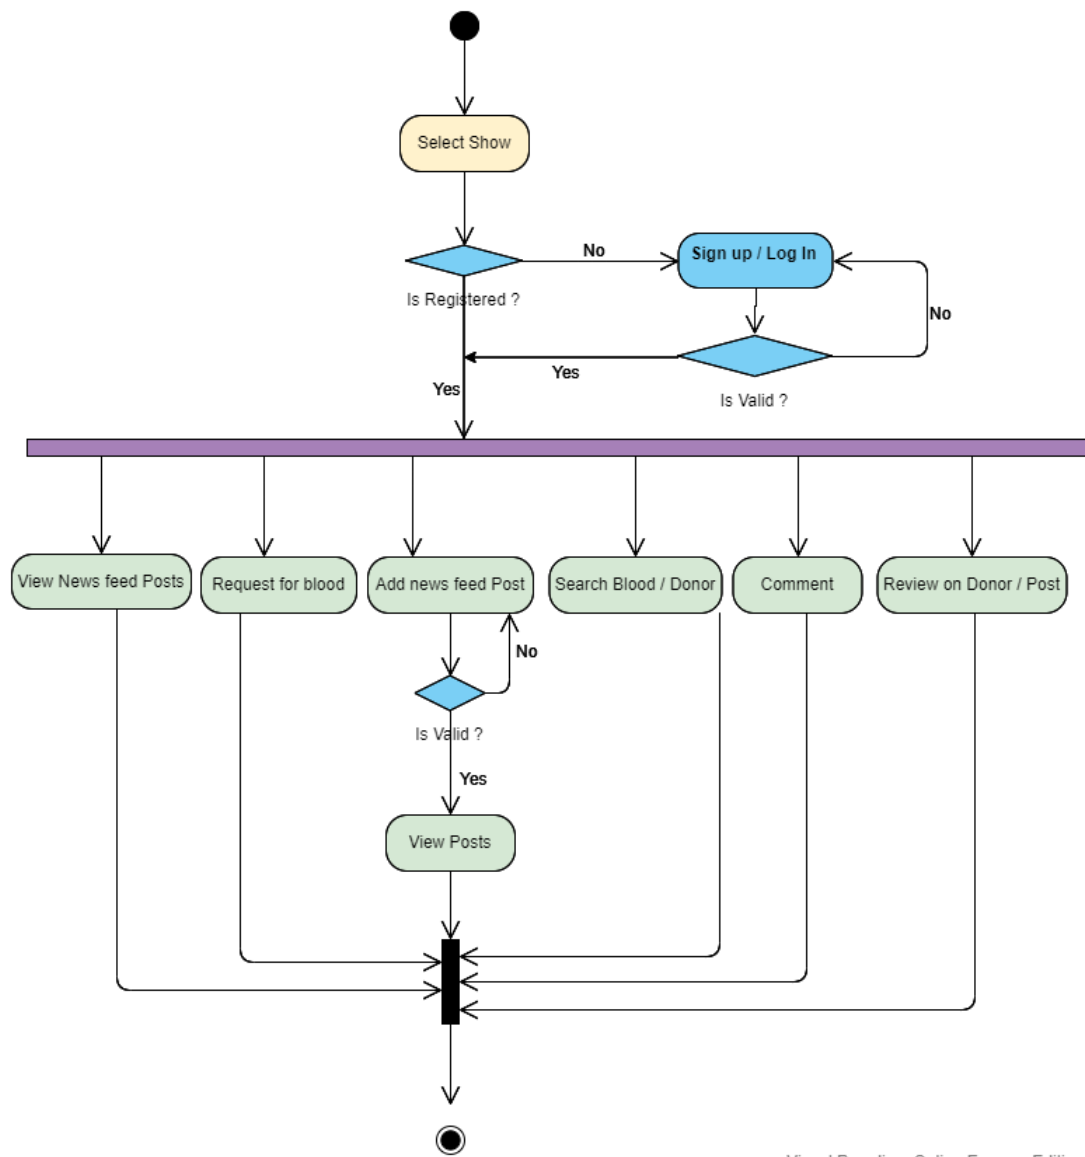 Select Show
No
Sign up / Log In
Is Registered ?
No
Yes
Yes
Is Valid ?
View News feed Posts
Request for blood
Add news feed Post
Search Blood / Donor
Comment
Review on Donor / Post
No
Is Valid ?
Yes
View Posts